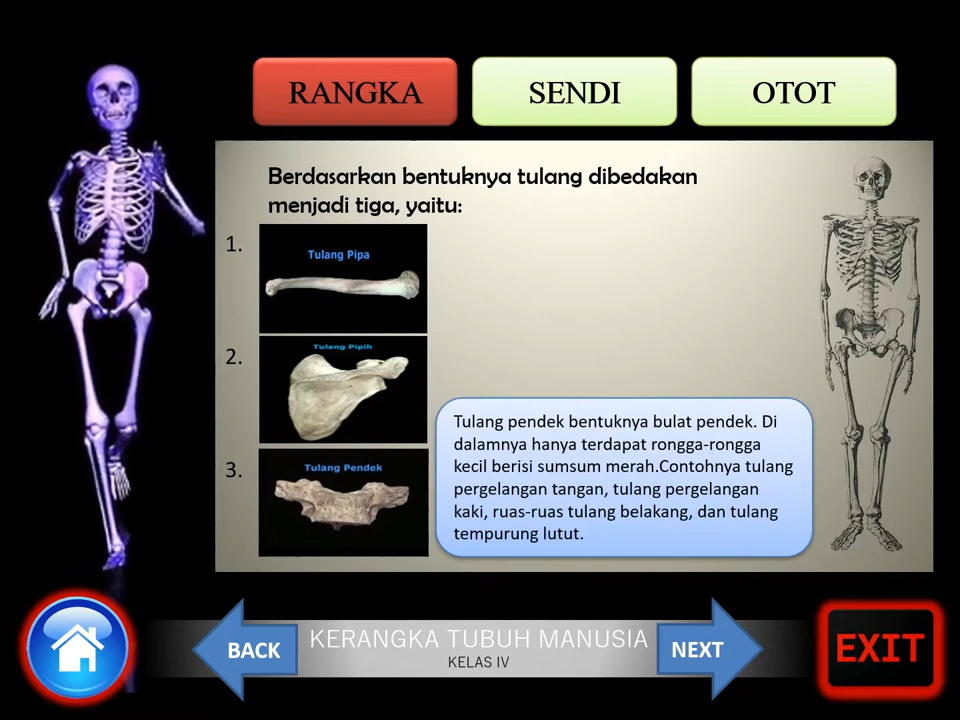 RANGKA
SENDI
OTOT
Berdasarkan bentuknya tulang dibedakan
menjadi tiga, yaitu:
1.
Tulang Pipa
2.
Tulang Pipih
3.
Tulang Pendek
Tulang pendek bentuknya bulat pendek. Di
dalamnya hanya terdapat rongga-rongga
kecil berisi sumsum merah.Contohnya tulang
pergelangan tangan, tulang pergelangan
kaki, ruas-ruas tulang belakang, dan tulang
tempurung lutut.
BACK
KERANGKA TUBUH MANUSIA
KELAS IV
NEXT
EXIT